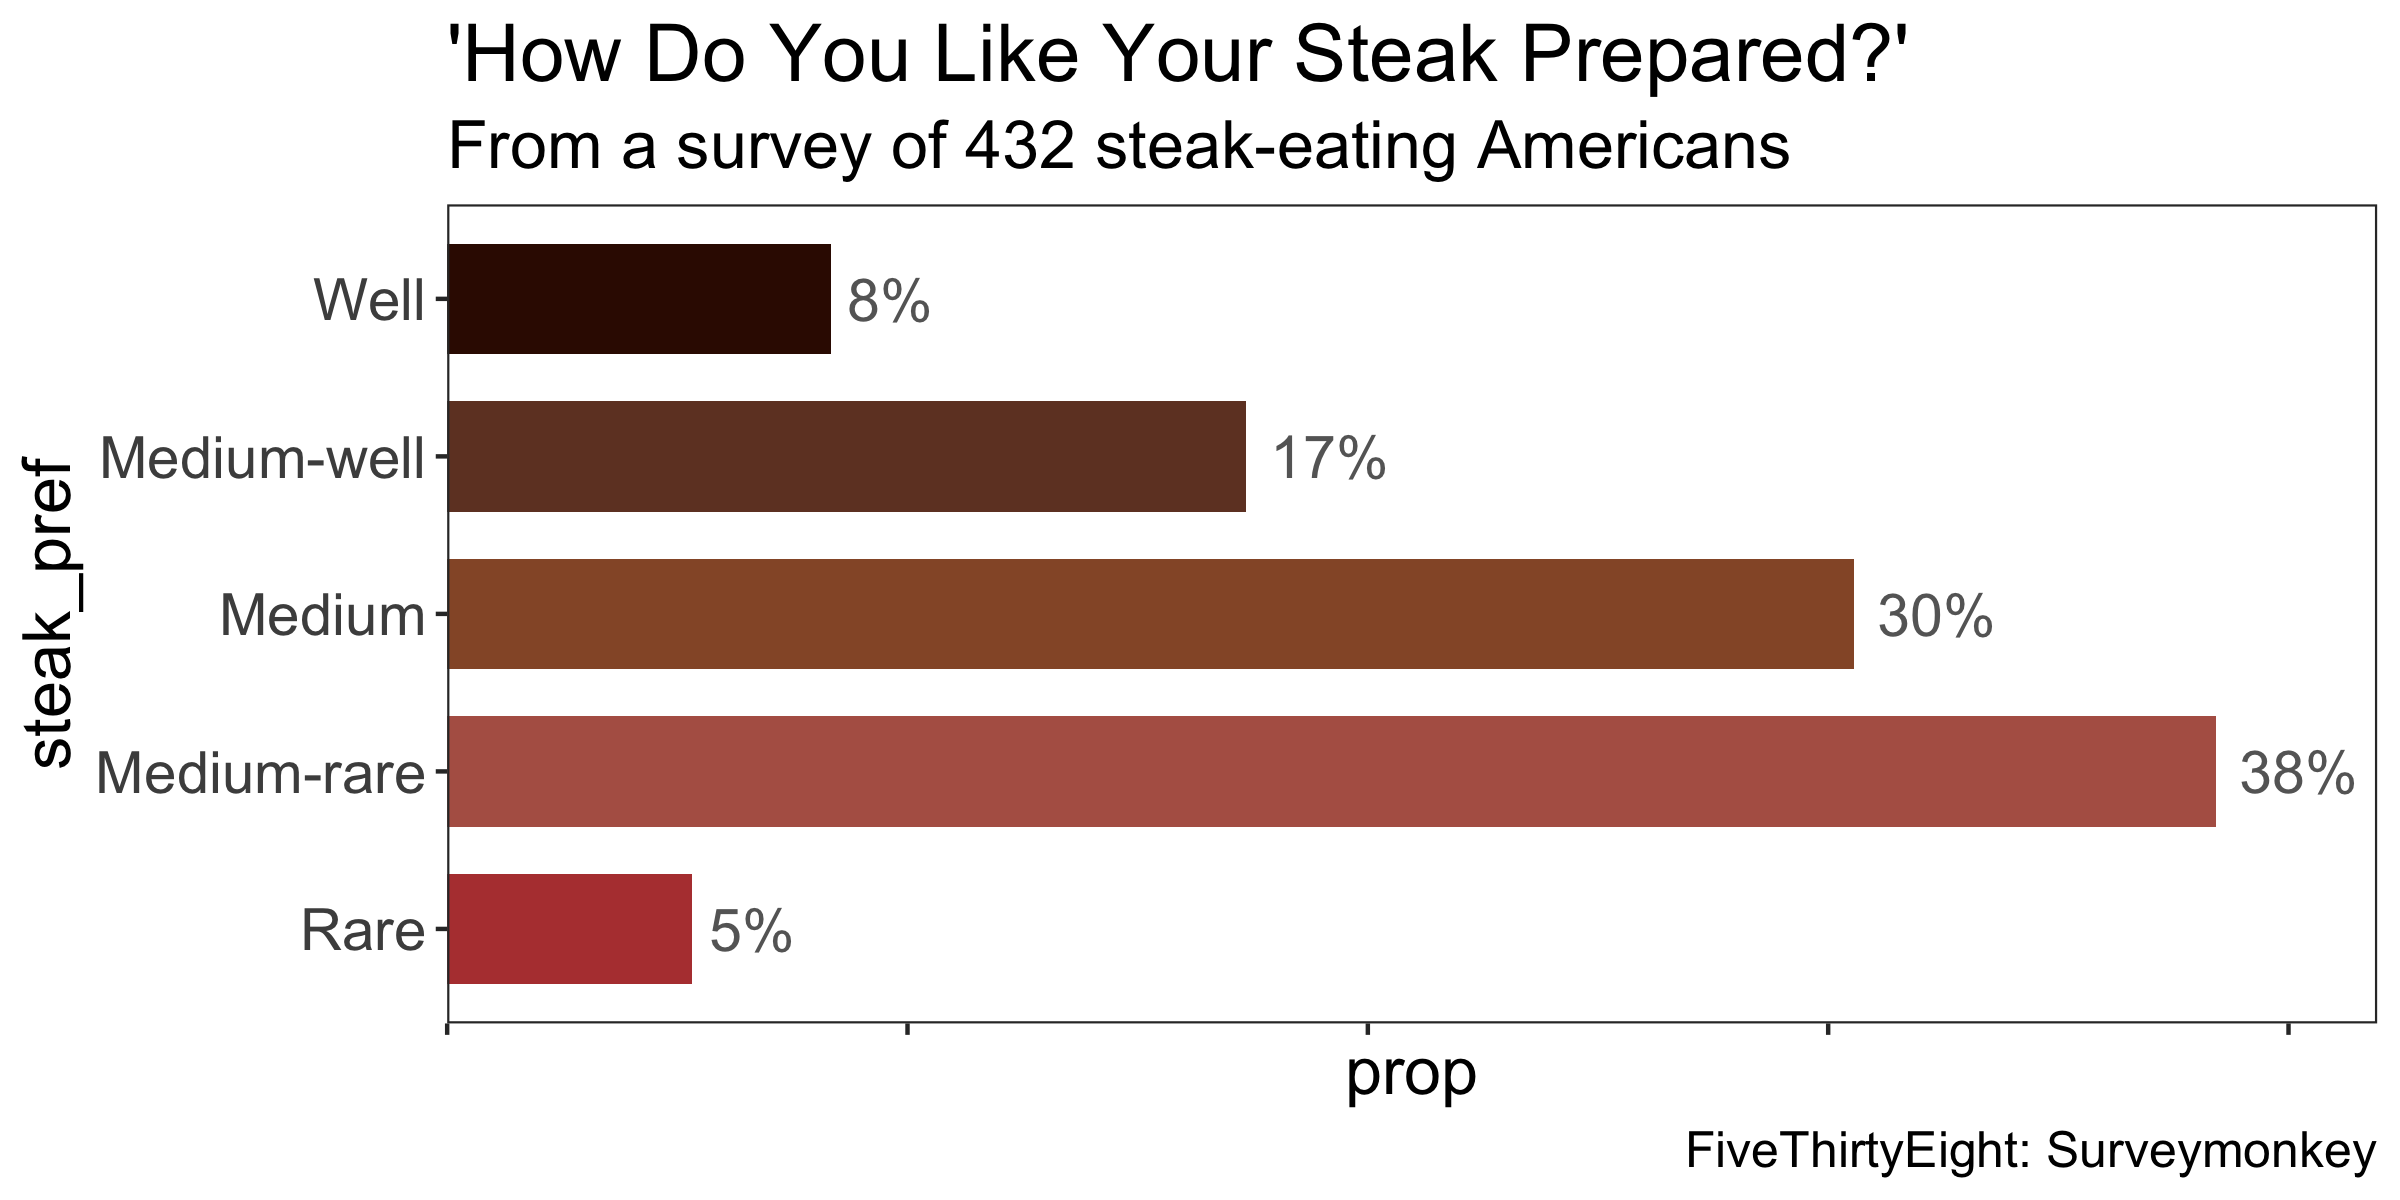 'How Do You Like Your Steak Prepared?'
From a survey of 432 steak-eating Americans
steak_pref
Well
8%
Medium-well
17%
Medium
30%
Medium-rare
38%
Rare
5%
prop
FiveThirtyEight: Surveymonkey